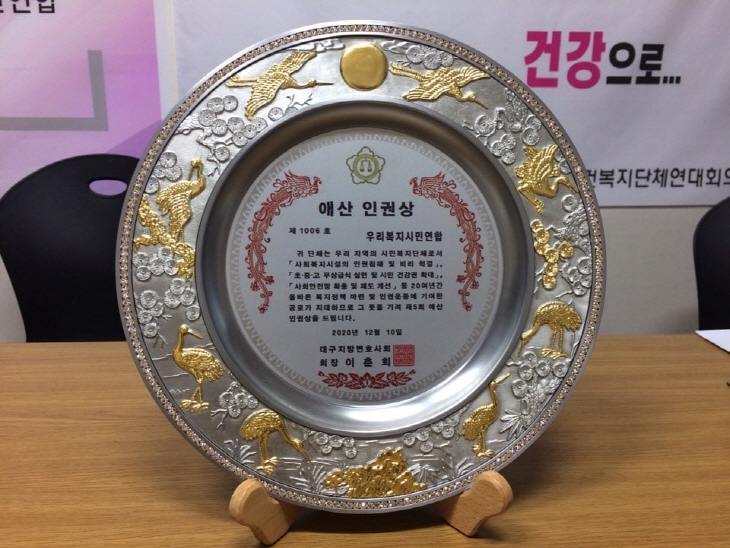 민연합
건강으로...
건복지단체연대회의
애산 인권상
제 1006 호
우리복지시민연합
귀 단체는 우리 지역의 시민복지단체로서
「사회복지시설의 인권침해 및 비리 척결」,
「초·중·고 무상급식 실현 및 시민 건강권 확대」,
「사회안전망 확충 및 제도 개선」 등 20여년간
올바른 복지정책 마련 및 인권운동에 기여한
공로가 지대하므로 그 뜻을 기려 제5회 애산
인권상을 드립니다.
2020년 12월 10일
대구지방변호사회
회장 이 춘 희